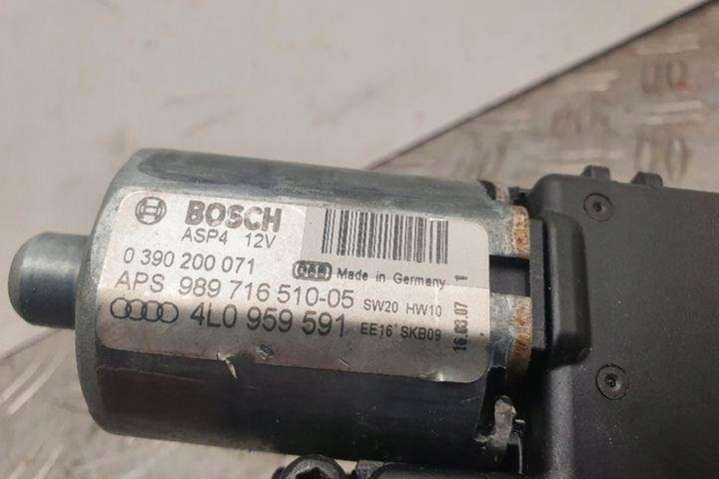 BOSCH
ASP4 12V
0 390 200 071 Made in Germany
APS 989 716 510-05 SW20 HW10
4L0 959 591 EE16 SKB09
16.03.07 1